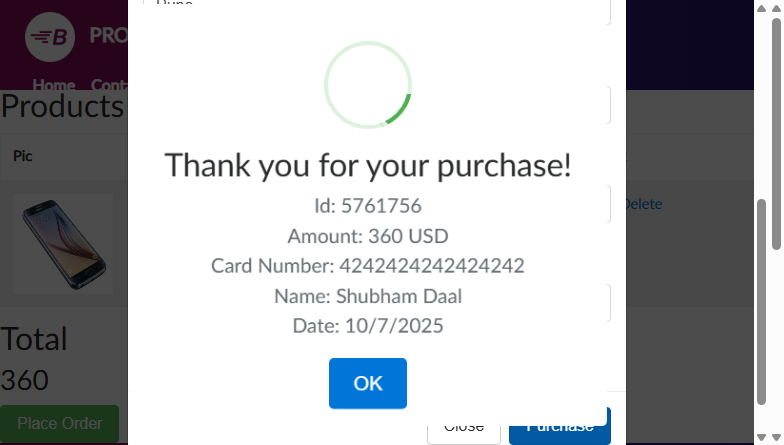 B
PRO
Home Cont
Products
Pic
Delete
Thank you for your purchase!
Id: 5761756
Amount: 360 USD
Card Number: 4242424242424242
Name: Shubham Daal
Date: 10/7/2025
OK
Total
360
Place Order
Close
Purchase